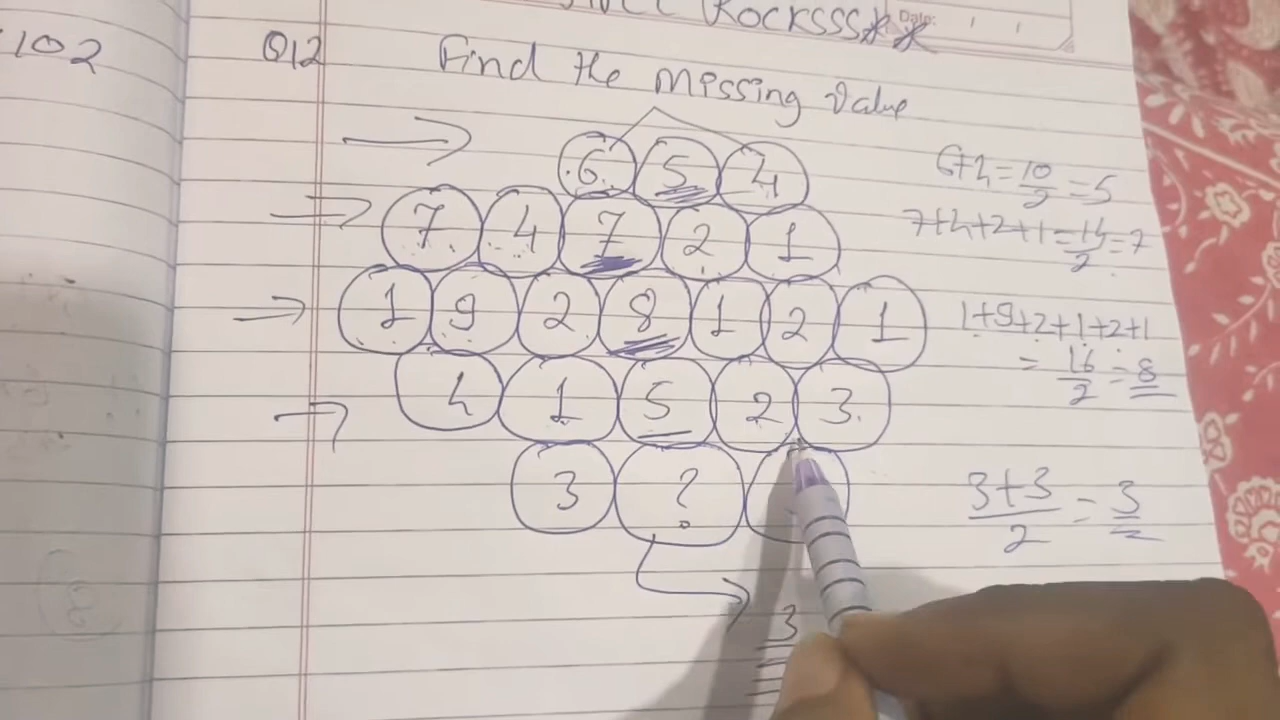 Rocksss**
Date:
102
Q12 Find the missing value
6 5 4
7 4 7 2 1
1 9 2 8 1 2 1
4 1 5 2 3
3 ?
3
6+4=10/2=5
7+4+2+1=14/2=7
1+9+2+1+2+1
= 16/2=8
3+3/2=3